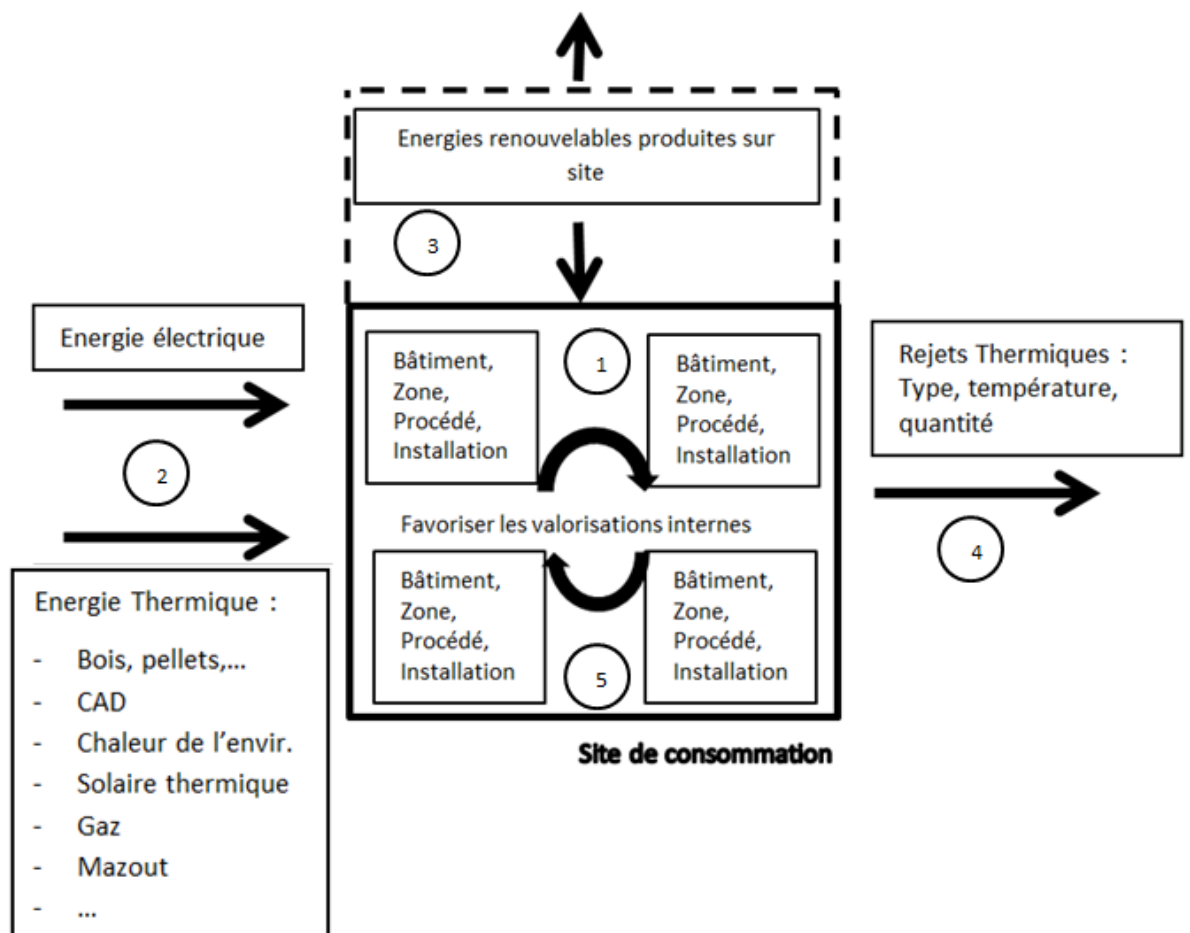 Energies renouvelables produites sur
site
3
Energie électrique
2
Energie Thermique :
- Bois, pellets,...
- CAD
- Chaleur de l'envir.
- Solaire thermique
- Gaz
- Mazout
- ...
Bâtiment,
Zone,
Procédé,
Installation
1
Bâtiment,
Zone,
Procédé,
Installation
Favoriser les valorisations internes
Bâtiment,
Zone,
Procédé,
Installation
5
Bâtiment,
Zone,
Procédé,
Installation
Site de consommation
Rejets Thermiques :
Type, température,
quantité
4